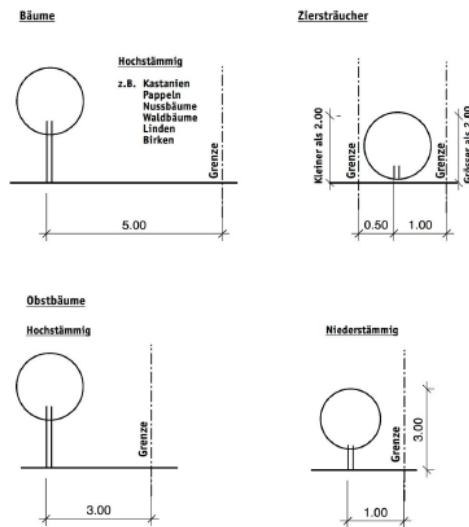 Bäume
Hochstämmig
z.B. Kastanien
Pappeln
Nussbäume
Waldbäume
Linden
Birken
Grenze
5.00
Ziersträucher
Kleiner als 2.00
Grenze
Grenze
Grösser als 2.00
0.50
1.00
Obstbäume
Hochstämmig
Grenze
3.00
Niederstämmig
Grenze
3.00
1.00